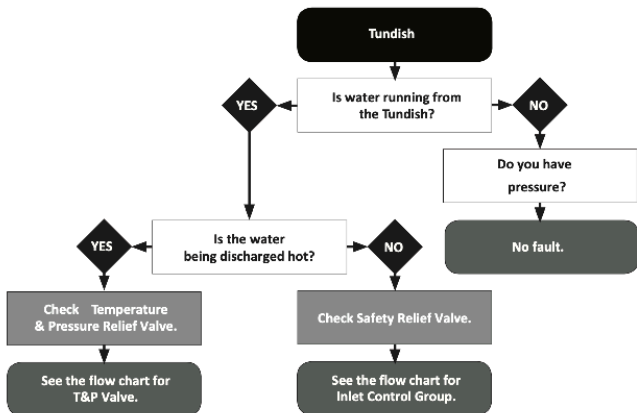 Tundish
YES
Is water running from
the Tundish?
NO
Do you have
pressure?
YES
Is the water
being discharged hot?
NO
No fault.
Check Temperature
& Pressure Relief Valve.
Check Safety Relief Valve.
See the flow chart for
T&P Valve.
See the flow chart for
Inlet Control Group.